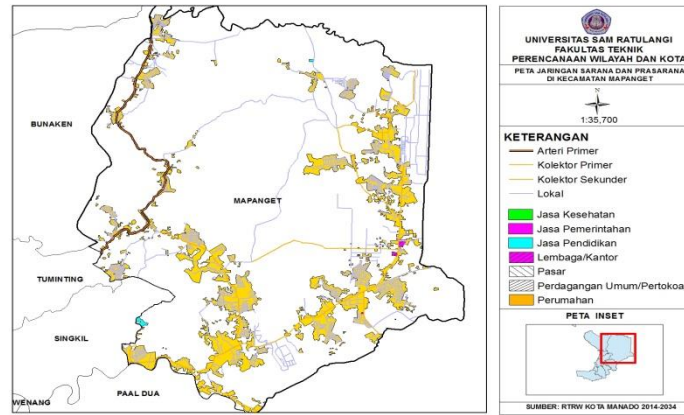 BUNAKEN
MAPANGET
TUMINTING
SINGKIL
WENANG
PAAL DUA
UNIVERSITAS SAM RATULANGI
FAKULTAS TEKNIK
PERENCANAAN WILAYAH DAN KOTA
PETA JARINGAN SARANA DAN PRASARANA
DI KECAMATAN MAPANGET
N
1:35,700
KETERANGAN
Arteri Primer
Kolektor Primer
Kolektor Sekunder
Lokal
Jasa Kesehatan
Jasa Pemerintahan
Jasa Pendidikan
Lembaga/Kantor
Pasar
Perdagangan Umum/Pertokoa
Perumahan
PETA INSET
SUMBER: RTRW KOTA MANADO 2014-2034